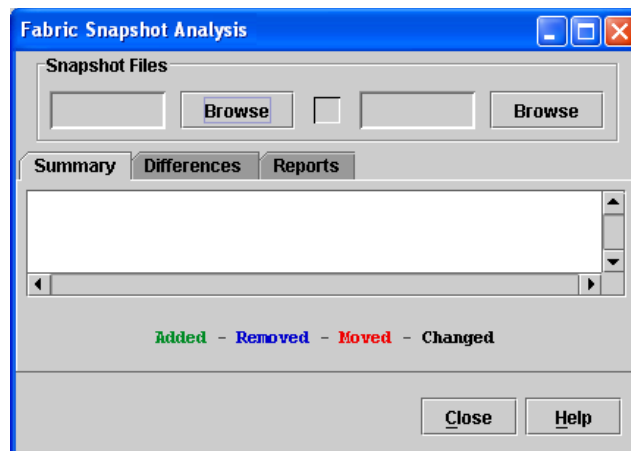 Fabric Snapshot Analysis
Snapshot Files
Browse Browse
Summary Differences Reports
Added - Removed - Moved - Changed
Close Help